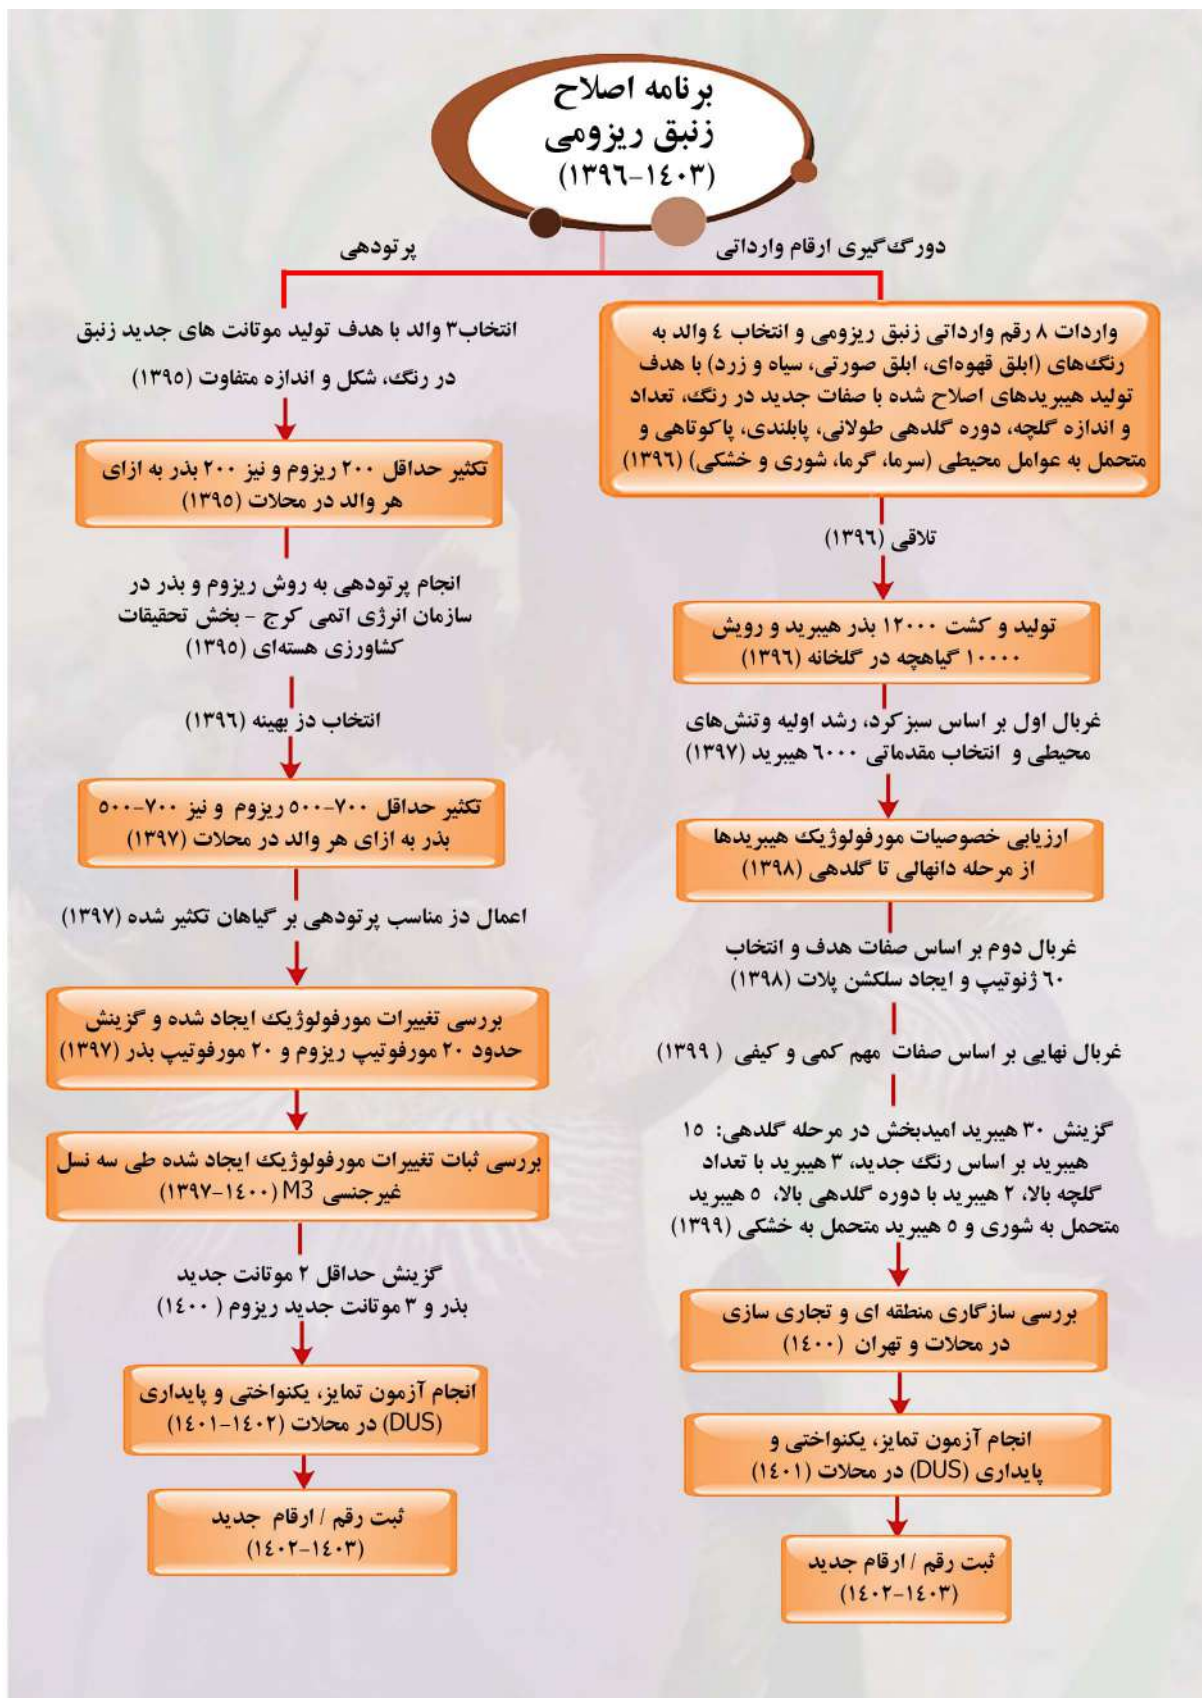 برنامه اصلاح
زنبق ریزومی
(۱۳۹۶-۱۴۰۳)
دورگ‌گیری ارقام وارداتی
واردات ۸ رقم وارداتی زنبق ریزومی و انتخاب ۴ والد به
رنگ‌های (ابلق قهوه‌ای، ابلق صورتی، سیاه و زرد) با هدف
تولید هیبریدهای اصلاح شده با صفات جدید در رنگ، تعداد
و اندازه گلچه، دوره گلدهی طولانی، پابلندی، پاکوتاهی و
متحمل به عوامل محیطی (سرما، گرما، شوری و خشکی) (۱۳۹۶)
تلاقی (۱۳۹۶)
تولید و کشت ۱۲۰۰۰ بذر هیبرید و رویش
۱۰۰۰۰ گیاهچه در گلخانه (۱۳۹۶)
غربال اول بر اساس سبزکرد، رشد اولیه وتنش‌های
محیطی و انتخاب مقدماتی ۶۰۰۰ هیبرید (۱۳۹۷)
ارزیابی خصوصیات مورفولوژیک هیبریدها
از مرحله دانهالی تا گلدهی (۱۳۹۸)
غربال دوم بر اساس صفات هدف و انتخاب
۶۰ ژنوتیپ و ایجاد سلکشن پلات (۱۳۹۸)
غربال نهایی بر اساس صفات مهم کمی و کیفی ( ۱۳۹۹)
گزینش ۳۰ هیبرید امیدبخش در مرحله گلدهی: ۱۵
هیبرید بر اساس رنگ جدید، ۳ هیبرید با تعداد
گلچه بالا، ۲ هیبرید با دوره گلدهی بالا، ۵ هیبرید
متحمل به شوری و ۵ هیبرید متحمل به خشکی (۱۳۹۹)
بررسی سازگاری منطقه ای و تجاری سازی
در محلات و تهران (۱۴۰۰)
انجام آزمون تمایز، یکنواختی و
پایداری (DUS) در محلات (۱۴۰۱)
ثبت رقم / ارقام جدید
(۱۴۰۲-۱۴۰۳)
پرتودهی
انتخاب۳ والد با هدف تولید موتانت های جدید زنبق
در رنگ، شکل و اندازه متفاوت (۱۳۹۵)
تکثیر حداقل ۲۰۰ ریزوم و نیز ۲۰۰ بذر به ازای
هر والد در محلات (۱۳۹۵)
انجام پرتودهی به روش ریزوم و بذر در
سازمان انرژی اتمی کرج - بخش تحقیقات
کشاورزی هسته‌ای (۱۳۹۵)
انتخاب دز بهینه (۱۳۹۶)
تکثیر حداقل ۷۰۰-۵۰۰ ریزوم و نیز ۷۰۰-۵۰۰
بذر به ازای هر والد در محلات (۱۳۹۷)
اعمال دز مناسب پرتودهی بر گیاهان تکثیر شده (۱۳۹۷)
بررسی تغییرات مورفولوژیک ایجاد شده و گزینش
حدود ۲۰ مورفوتیپ ریزوم و ۲۰ مورفوتیپ بذر (۱۳۹۷)
بررسی ثبات تغییرات مورفولوژیک ایجاد شده طی سه نسل
غیرجنسی M3 (۱۳۹۷-۱۴۰۰)
گزینش حداقل ۲ موتانت جدید
بذر و ۳ موتانت جدید ریزوم ( ۱۴۰۰)
انجام آزمون تمایز، یکنواختی و پایداری
(DUS) در محلات (۱۴۰۱-۱۴۰۲)
ثبت رقم / ارقام جدید
(۱۴۰۲-۱۴۰۳)